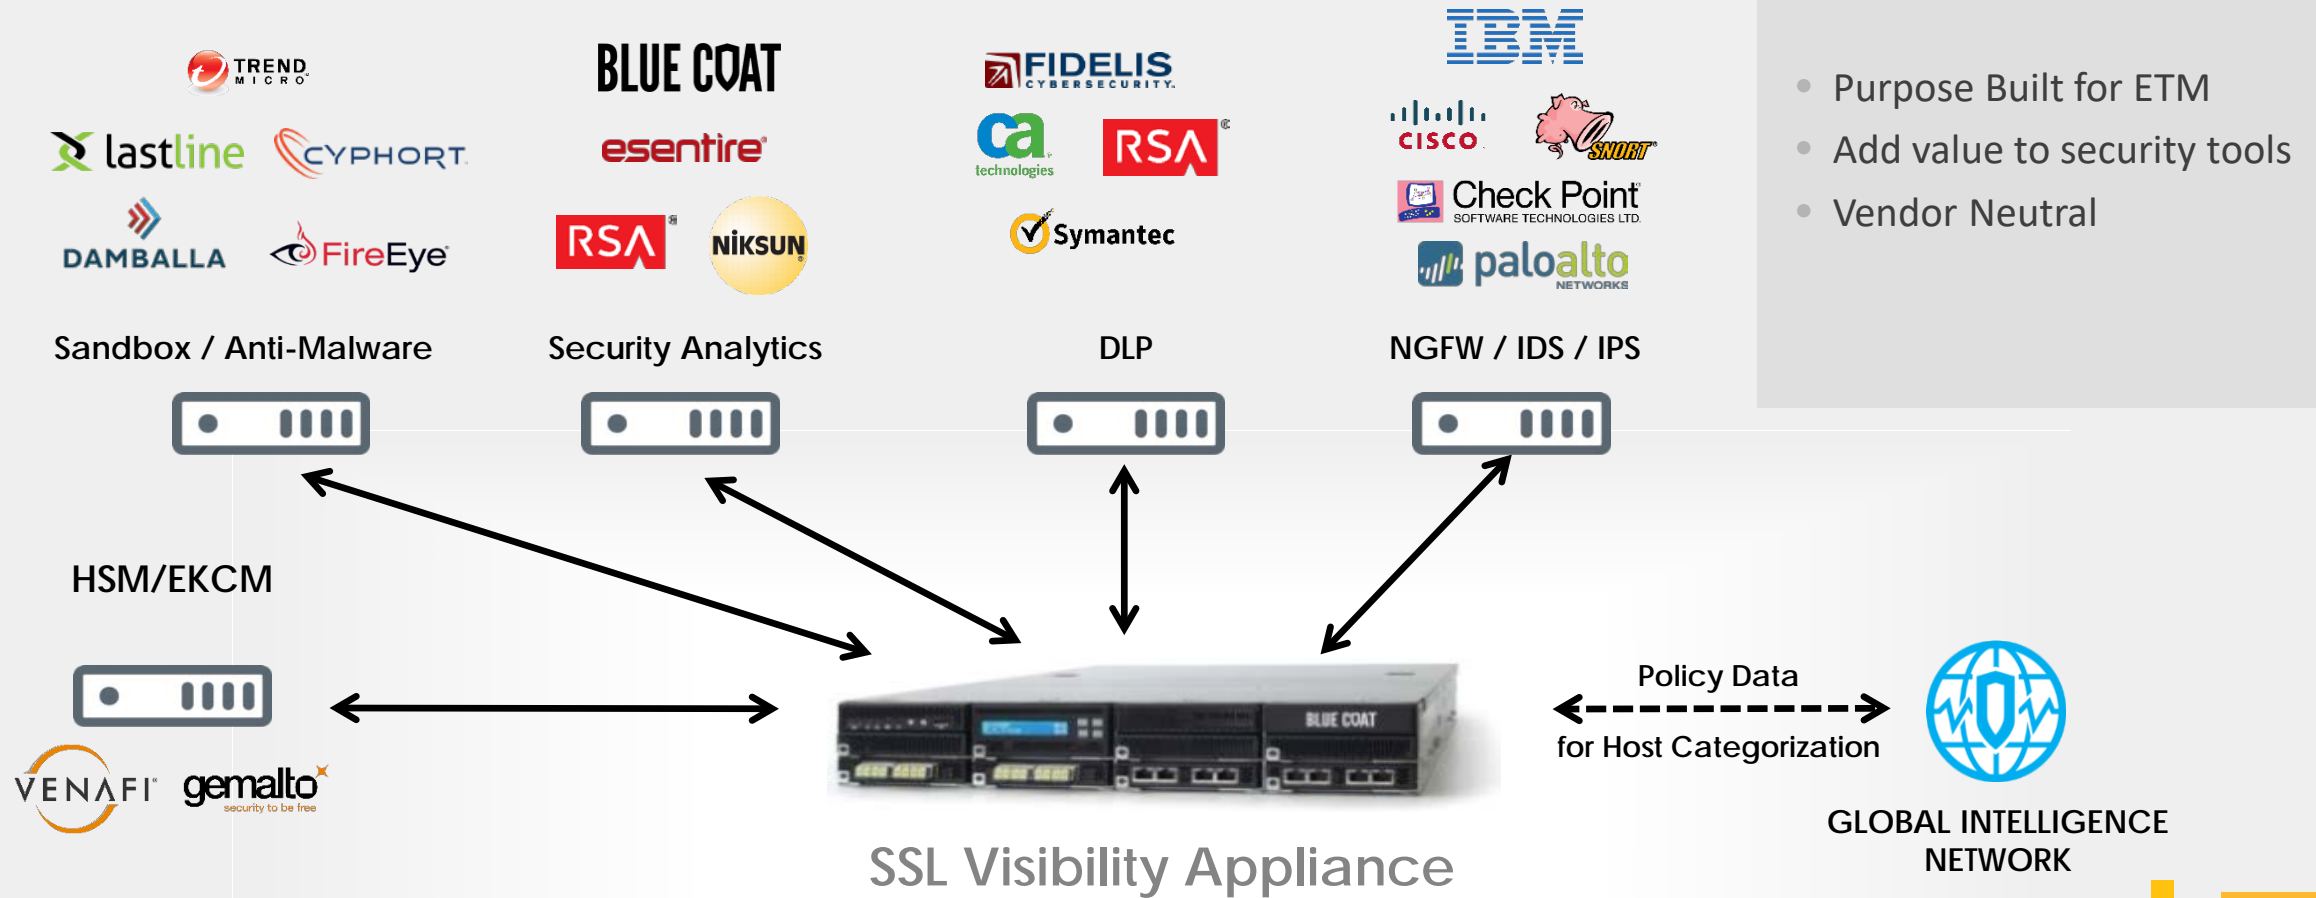 TREND
MICRO
lastline
CYPHORT
DAMBALLA
FireEye
Sandbox / Anti-Malware
BLUE COAT
esentire
RSA
NIKSUN
Security Analytics
FIDELIS
CYBERSECURITY
ca
technologies
RSA
Symantec
DLP
IBM
CISCO
SNORT
Check Point
SOFTWARE TECHNOLOGIES LTD.
paloalto
NETWORKS
NGFW / IDS / IPS
• Purpose Built for ETM
• Add value to security tools
• Vendor Neutral
HSM/EKCM
VENAFI
gemalto
security to be free
BLUE COAT
SSL Visibility Appliance
Policy Data
for Host Categorization
GLOBAL INTELLIGENCE
NETWORK